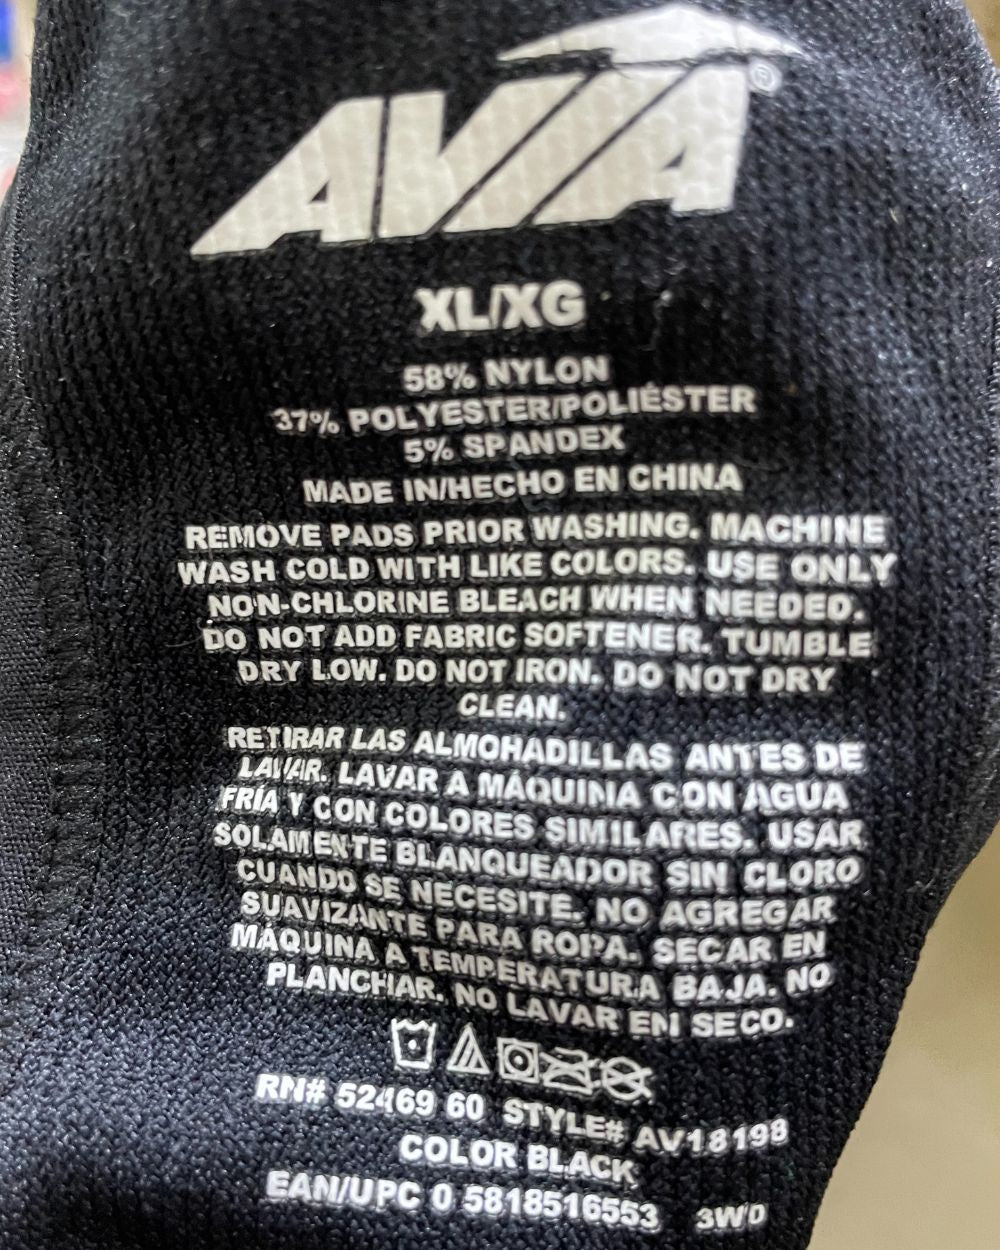 AVIA®
XL/XG
58% NYLON
37% POLYESTER/POLIÉSTER
5% SPANDEX
MADE IN/HECHO EN CHINA
REMOVE PADS PRIOR WASHING. MACHINE
WASH COLD WITH LIKE COLORS. USE ONLY
NON-CHLORINE BLEACH WHEN NEEDED.
DO NOT ADD FABRIC SOFTENER. TUMBLE
DRY LOW. DO NOT IRON. DO NOT DRY
CLEAN.
RETIRAR LAS ALMOHADILLAS ANTES DE
LAVAR. LAVAR A MÁQUINA CON AGUA
FRÍA Y CON COLORES SIMILARES. USAR
SOLAMENTE BLANQUEADOR SIN CLORO
CUANDO SE NECESITE. NO AGREGAR
SUAVIZANTE PARA ROPA. SECAR EN
MÁQUINA A TEMPERATURA BAJA. NO
PLANCHAR. NO LAVAR EN SECO.
RN# 52469 60 STYLE# AV18198
COLOR BLACK
EAN/UPC 0 5818516553 3WD